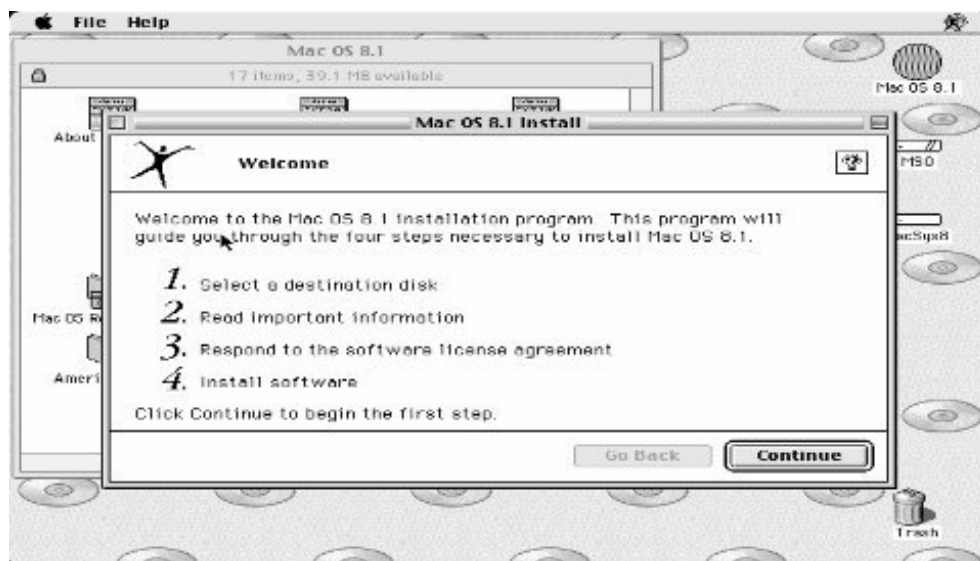 File Help
Mac OS 8.1
17 items, 39.1 MB available
Mac OS 8.1
About
Mac OS 8.1 Install
MSO
Welcome
Welcome to the Mac OS 8.1 installation program. This program will
guide you through the four steps necessary to install Mac OS 8.1.
acSys8
1. Select a destination disk
2. Read important information
Mac OS R
3. Respond to the software license agreement
Ameri
4. Install software
Click Continue to begin the first step.
Go Back Continue
Trash